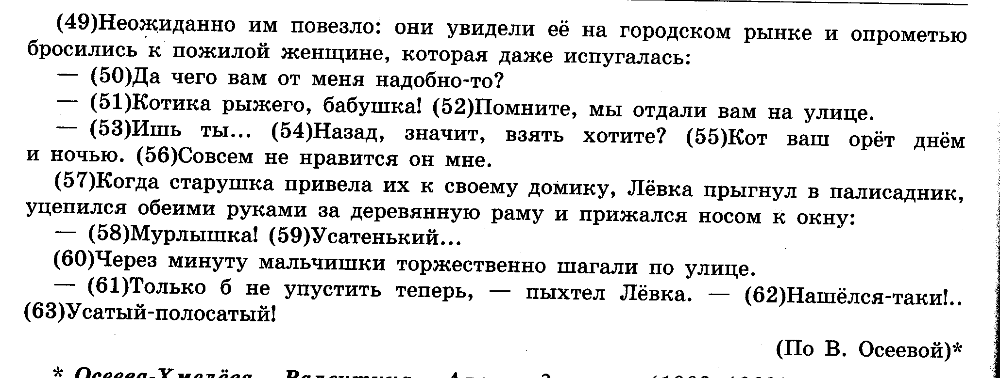 (49)Неожиданно им повезло: они увидели её на городском рынке и опрометью
бросились к пожилой женщине, которая даже испугалась:
— (50)Да чего вам от меня надобно-то?
— (51)Котика рыжего, бабушка! (52)Помните, мы отдали вам на улице.
— (53)Ишь ты... (54)Назад, значит, взять хотите? (55)Кот ваш орёт днём
и ночью. (56)Совсем не нравится он мне.
(57)Когда старушка привела их к своему домику, Лёвка прыгнул в палисадник,
уцепился обеими руками за деревянную раму и прижался носом к окну:
— (58)Мурлышка! (59)Усатенький...
(60)Через минуту мальчишки торжественно шагали по улице.
— (61)Только б не упустить теперь, — пыхтел Лёвка. — (62)Нашёлся-таки!..
(63)Усатый-полосатый!
(По В. Осеевой)*
* Осеева-Хмелёва Валентина